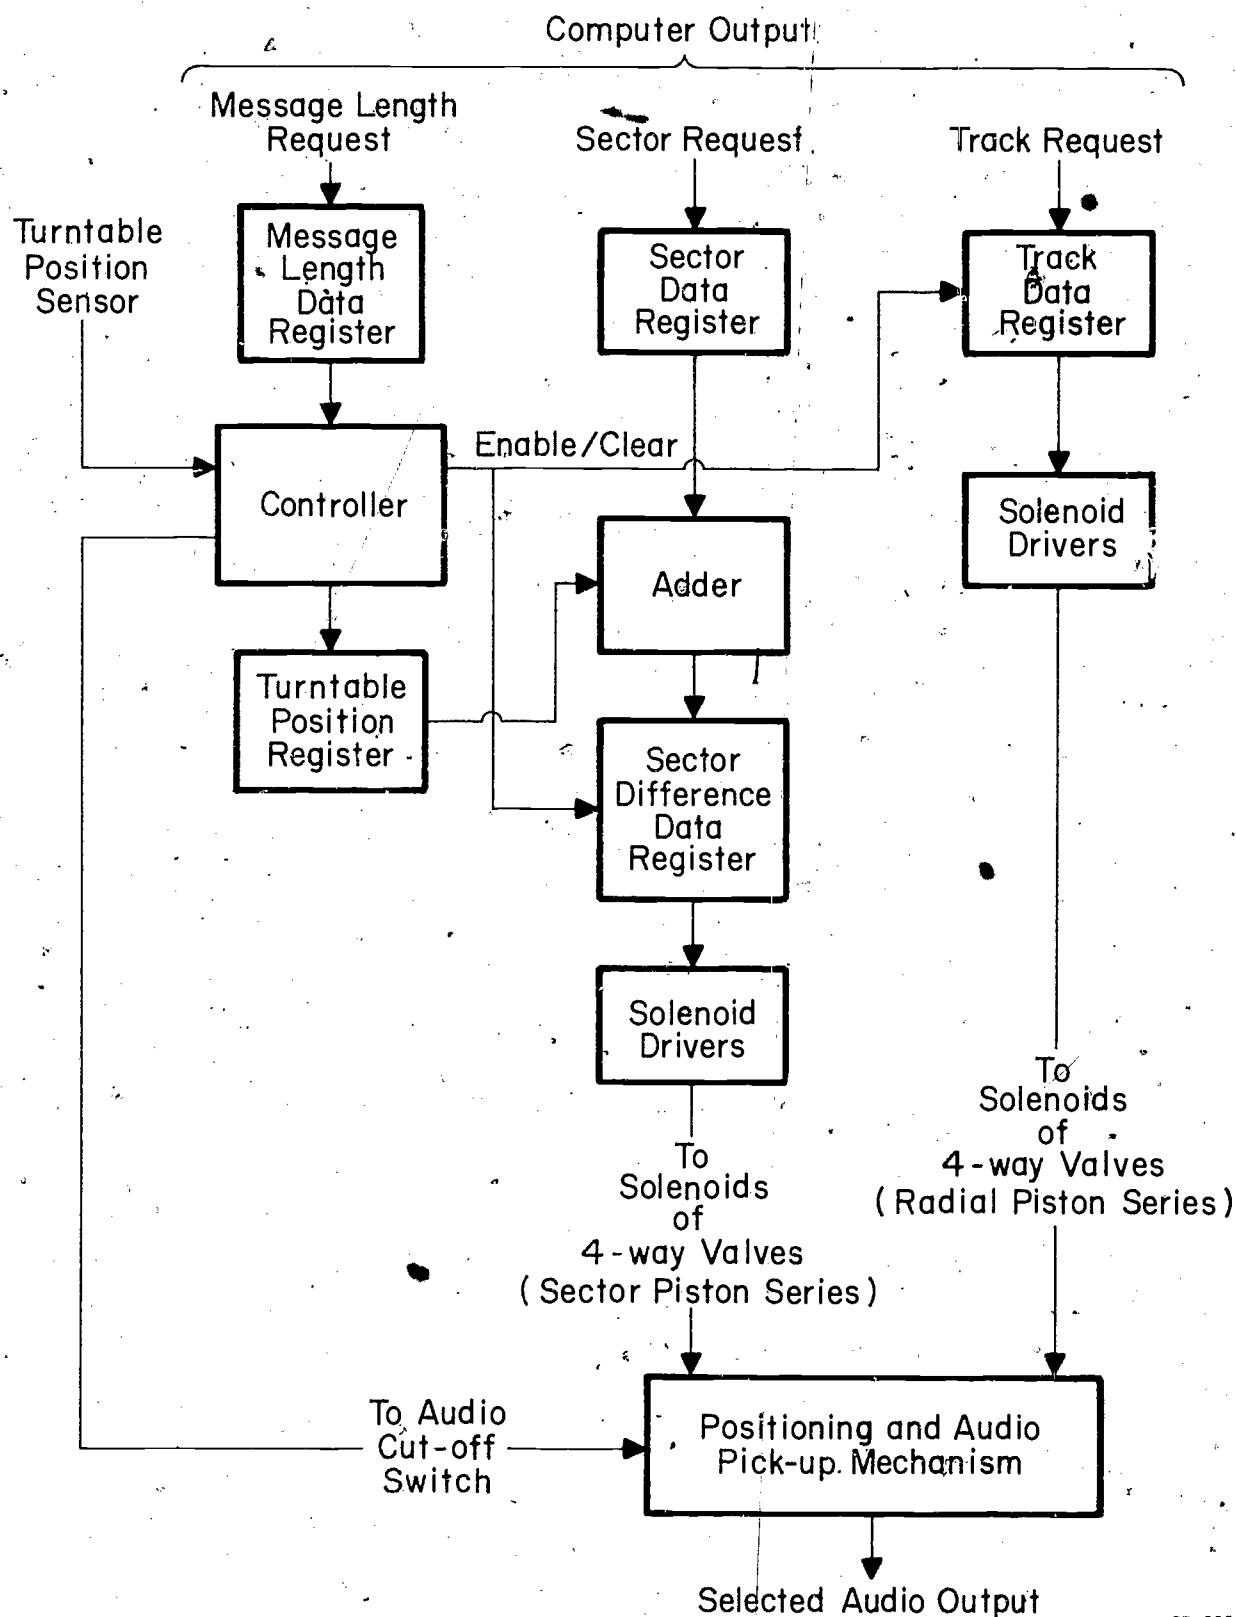 Computer Output
Message Length
Request
Sector Request
Track Request
Turntable
Position
Sensor
Message
Length
Data
Register
Sector
Data
Register
Track
Data
Register
Enable/Clear
Controller
Adder
Solenoid
Drivers
Turntable
Position
Register
Sector
Difference
Data
Register
Solenoid
Drivers
To
Solenoids
of
4-way Valves
(Sector Piston Series)
To
Solenoids
of
4-way Valves
(Radial Piston Series)
To Audio
Cut-off
Switch
Positioning and Audio
Pick-up Mechanism
Selected Audio Output